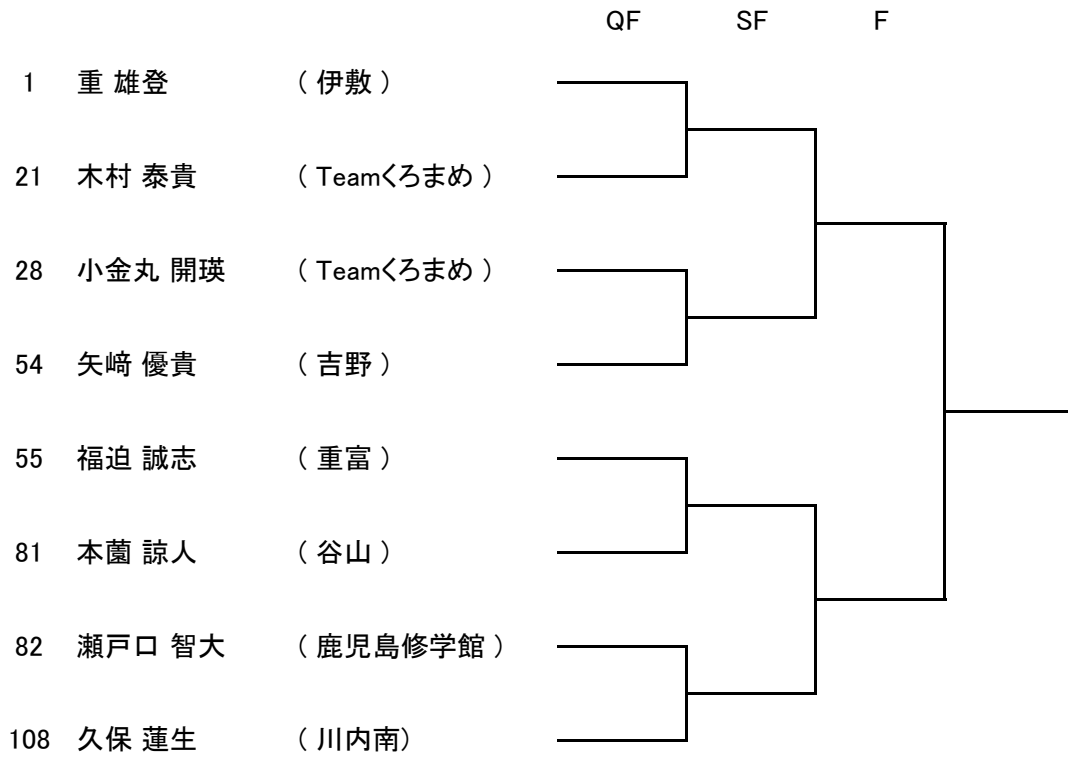 QF SF F
1 重 雄登 ( 伊敷 )
21 木村 泰貴 ( Teamくろまめ )
28 小金丸 開瑛 ( Teamくろまめ )
54 矢﨑 優貴 ( 吉野 )
55 福迫 誠志 ( 重富 )
81 本薗 諒人 ( 谷山 )
82 瀬戸口 智大 ( 鹿児島修学館 )
108 久保 蓮生 ( 川内南)